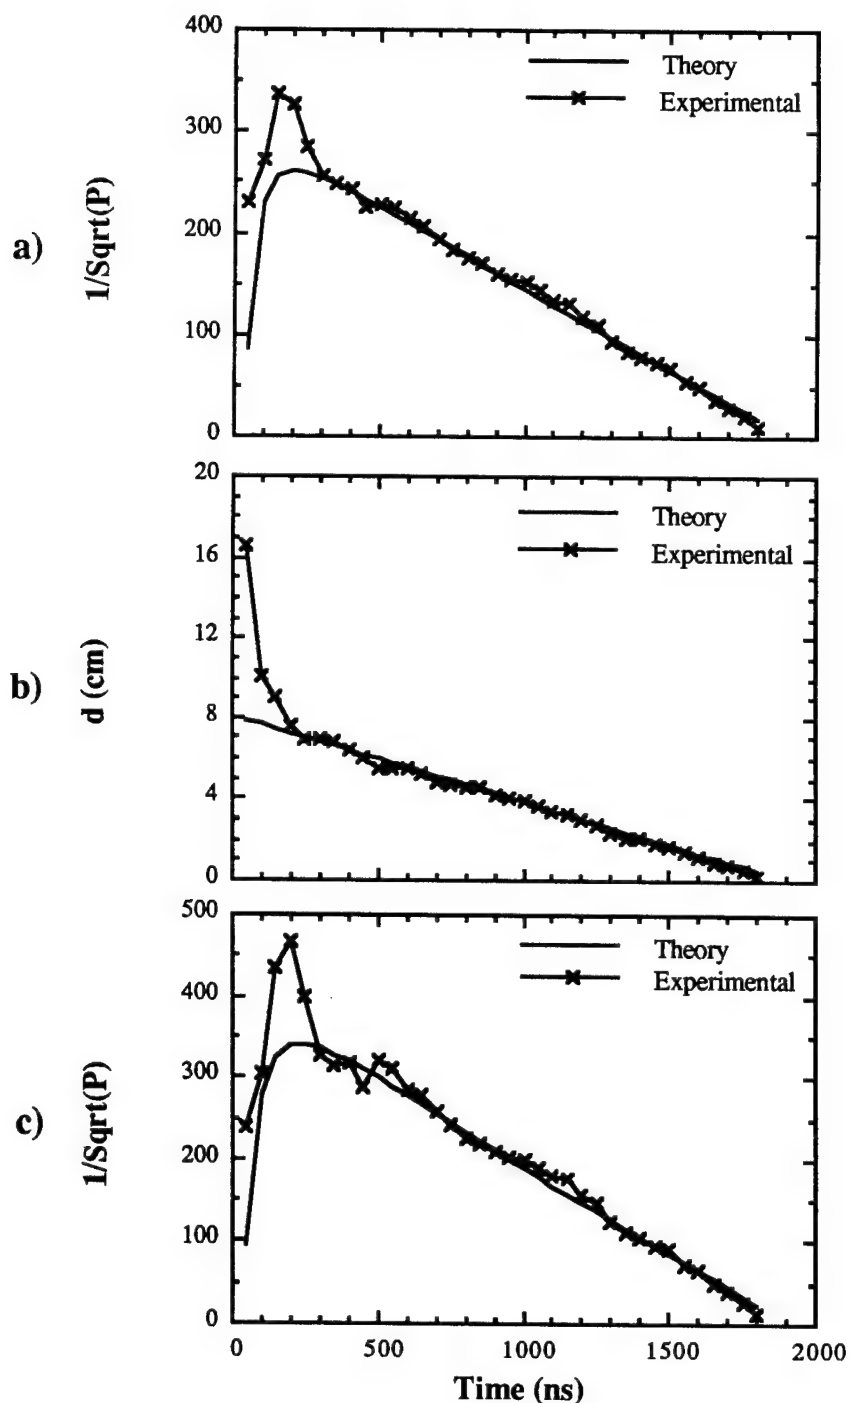 a)
1/Sqrt(P)
400
300
200
100
0
Theory
Experimental
b)
d (cm)
20
16
12
8
4
0
Theory
Experimental
c)
1/Sqrt(P)
500
400
300
200
100
0
Theory
Experimental
0 500 1000 1500 2000
Time (ns)